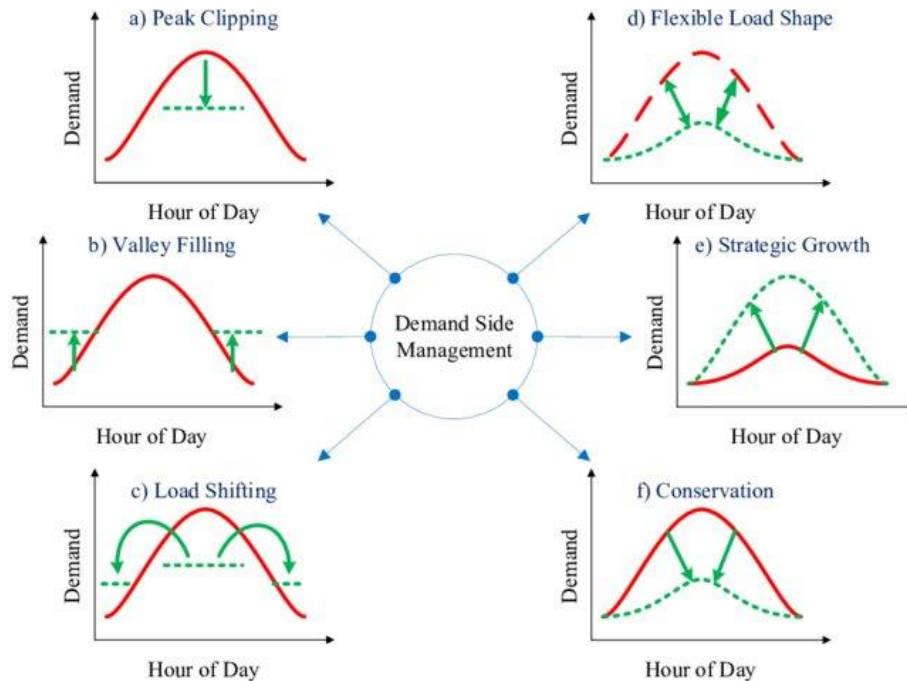 a) Peak Clipping
Demand
Hour of Day
b) Valley Filling
Demand
Hour of Day
c) Load Shifting
Demand
Hour of Day
Demand Side
Management
d) Flexible Load Shape
Demand
Hour of Day
e) Strategic Growth
Demand
Hour of Day
f) Conservation
Demand
Hour of Day